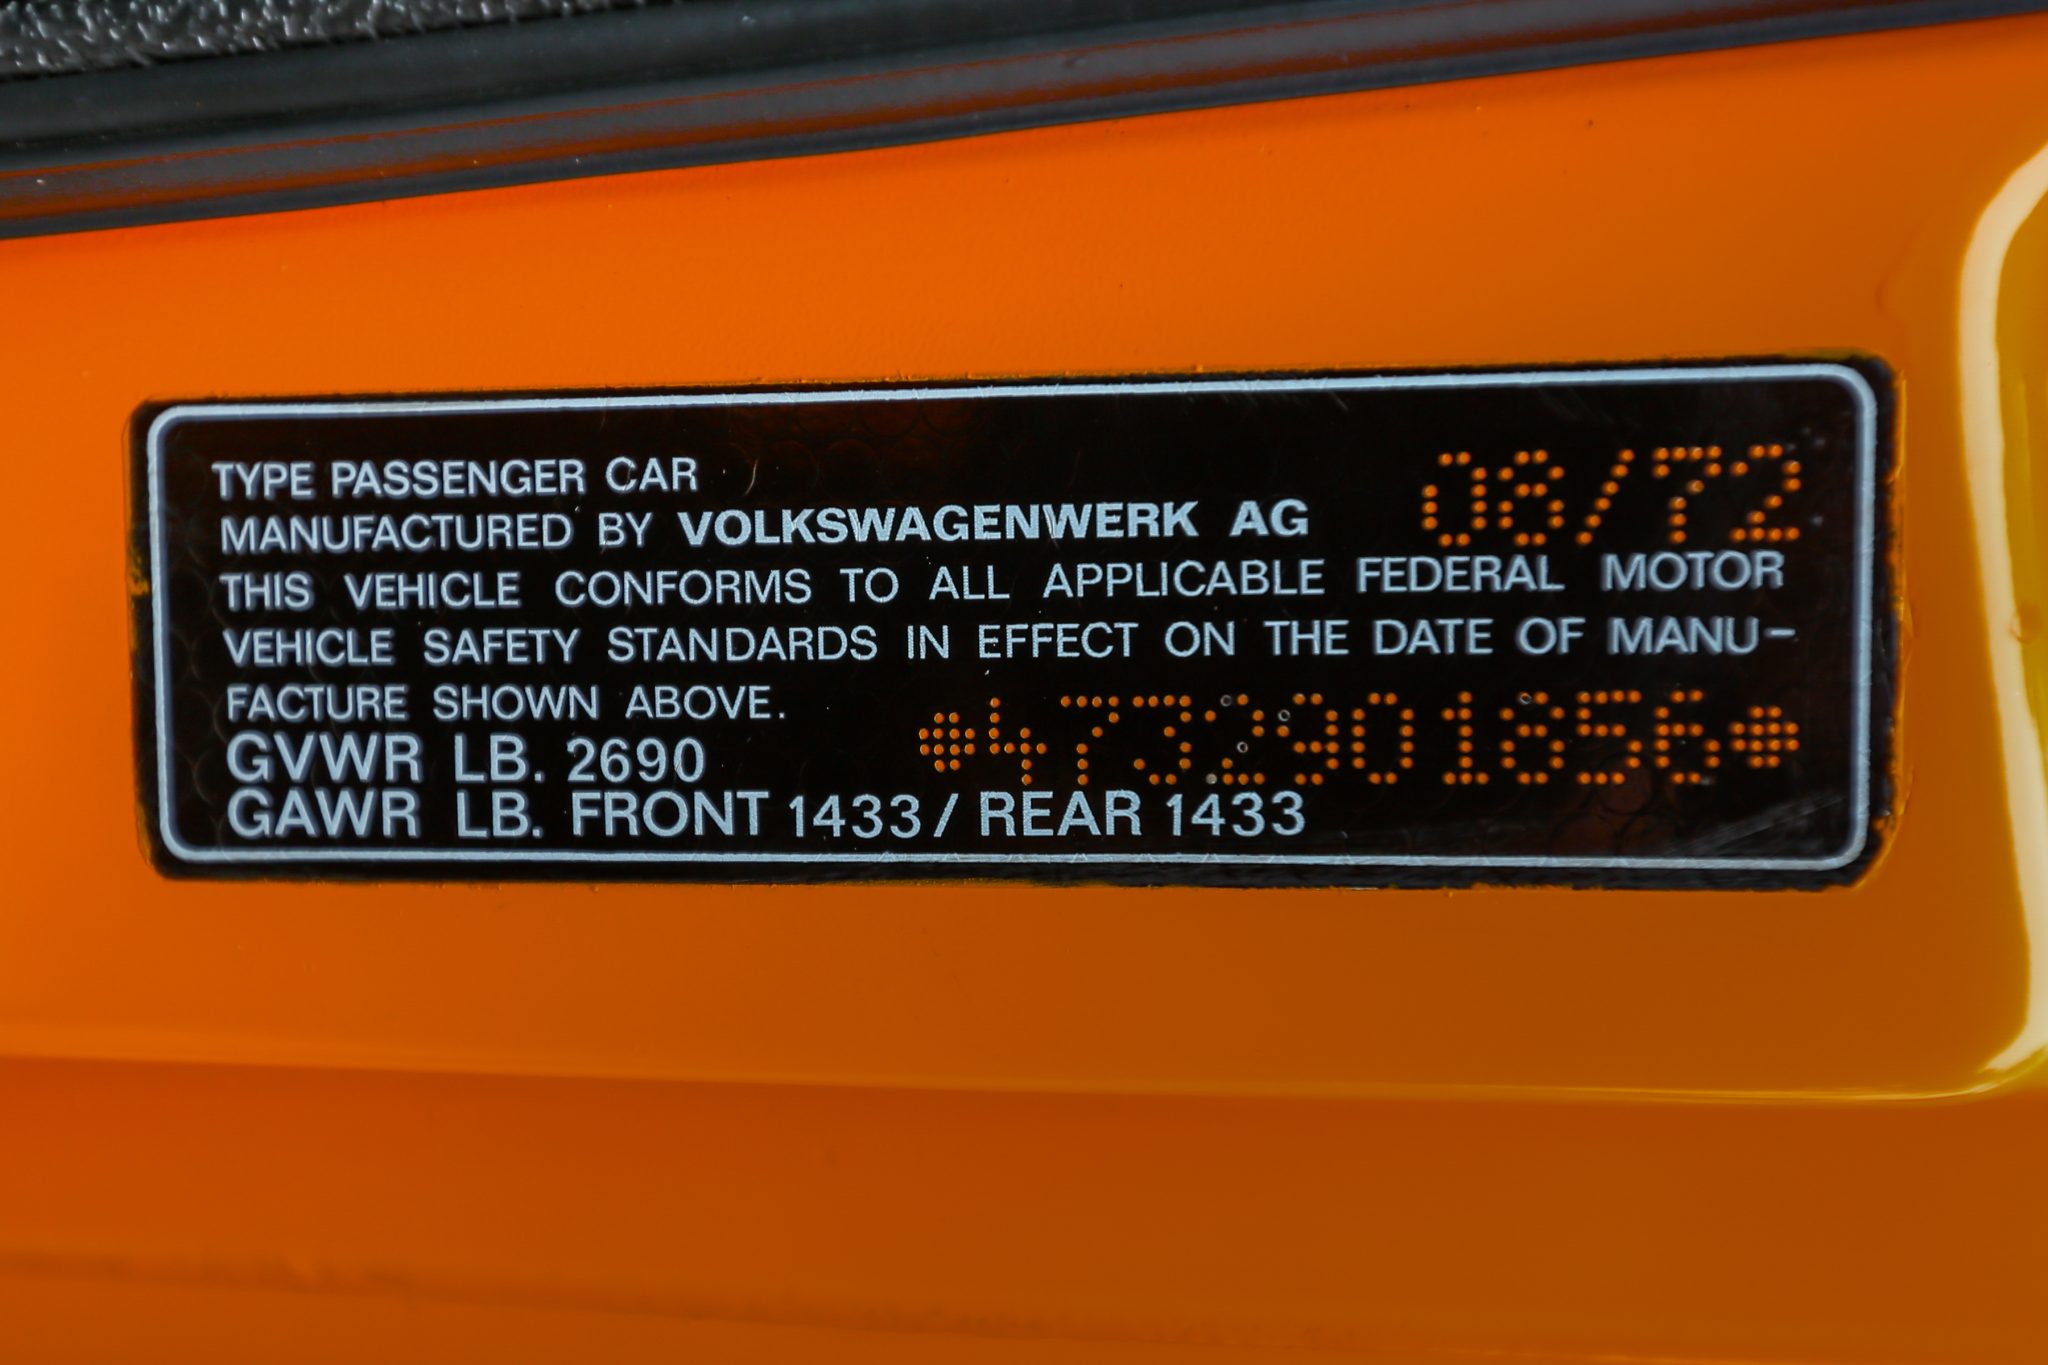 TYPE PASSENGER CAR
08/72
MANUFACTURED BY VOLKSWAGENWERK AG
THIS VEHICLE CONFORMS TO ALL APPLICABLE FEDERAL MOTOR
VEHICLE SAFETY STANDARDS IN EFFECT ON THE DATE OF MANU-
FACTURE SHOWN ABOVE.
*4732901856*
GVWR LB. 2690
GAWR LB. FRONT 1433/ REAR 1433